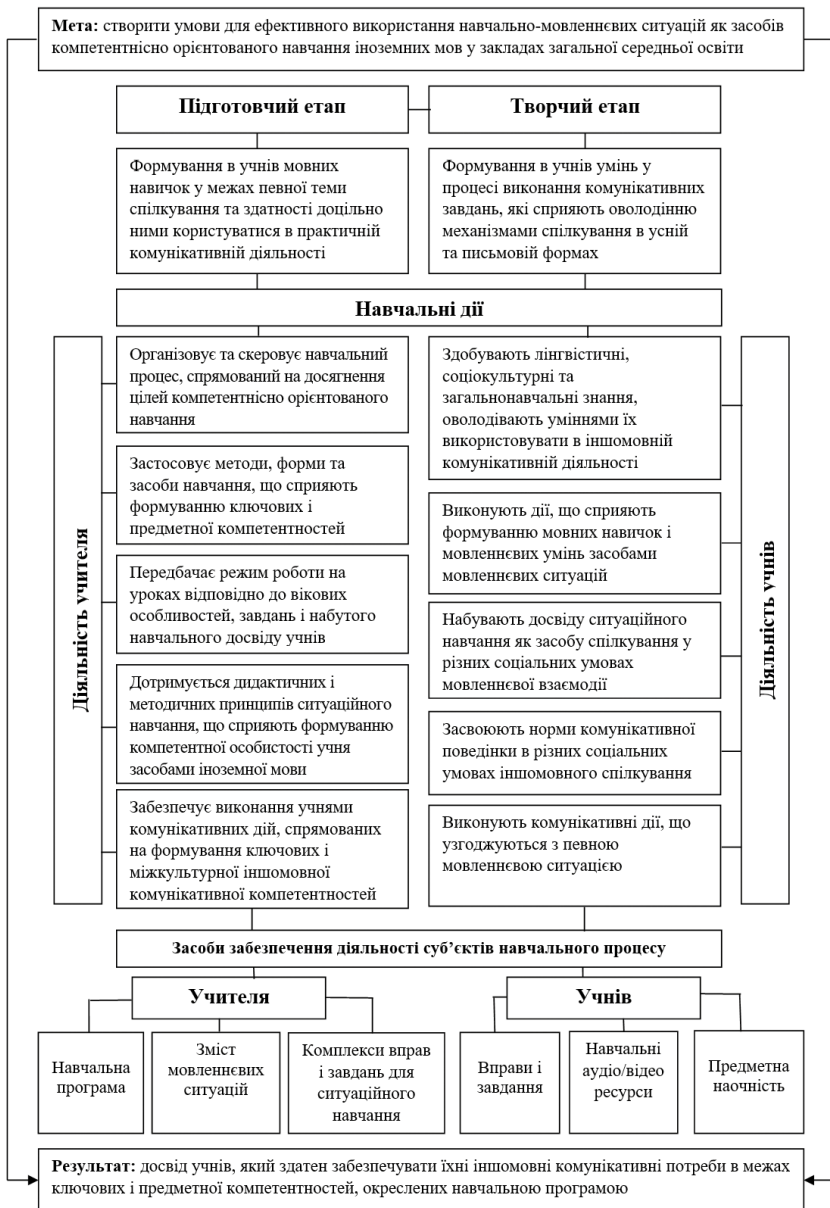 Мета: створити умови для ефективного використання навчально-мовленнєвих ситуацій як засобів
компетентнісно орієнтованого навчання іноземних мов у закладах загальної середньої освіти
Підготовчий етап
Творчий етап
Формування в учнів мовних
навичок у межах певної теми
спілкування та здатності доцільно
ними користуватися в практичній
комунікативній діяльності
Формування в учнів умінь у
процесі виконання комунікативних
завдань, які сприяють оволодінню
механізмами спілкування в усній
та письмовій формах
Навчальні дії
Діяльність учителя
Організовує та скеровує навчальний
процес, спрямований на досягнення
цілей компетентнісно орієнтованого
навчання
Застосовує методи, форми та
засоби навчання, що сприяють
формуванню ключових і
предметної компетентностей
Передбачає режим роботи на
уроках відповідно до вікових
особливостей, завдань і набутого
навчального досвіду учнів
Дотримується дидактичних і
методичних принципів ситуаційного
навчання, що сприяють формуванню
компетентної особистості учня
засобами іноземної мови
Забезпечує виконання учнями
комунікативних дій, спрямованих
на формування ключових і
міжкультурної іншомовної
комунікативної компетентностей
Здобувають лінгвістичні,
соціокультурні та
загальнонавчальні знання,
оволодівають уміннями їх
використовувати в іншомовній
комунікативній діяльності
Виконують дії, що сприяють
формуванню мовних навичок і
мовленнєвих умінь засобами
мовленнєвих ситуацій
Набувають досвіду ситуаційного
навчання як засобу спілкування у
різних соціальних умовах
мовленнєвої взаємодії
Засвоюють норми комунікативної
поведінки в різних соціальних
умовах іншомовного спілкування
Виконують комунікативні дії, що
узгоджуються з певною
мовленнєвою ситуацією
Діяльність учнів
Засоби забезпечення діяльності суб’єктів навчального процесу
Учителя
Учнів
Навчальна
програма
Зміст
мовленнєвих
ситуацій
Комплекси вправ
і завдань для
ситуаційного
навчання
Вправи і
завдання
Навчальні
аудіо/відео
ресурси
Предметна
наочність
Результат: досвід учнів, який здатен забезпечувати їхні іншомовні комунікативні потреби в межах
ключових і предметної компетентностей, окреслених навчальною програмою